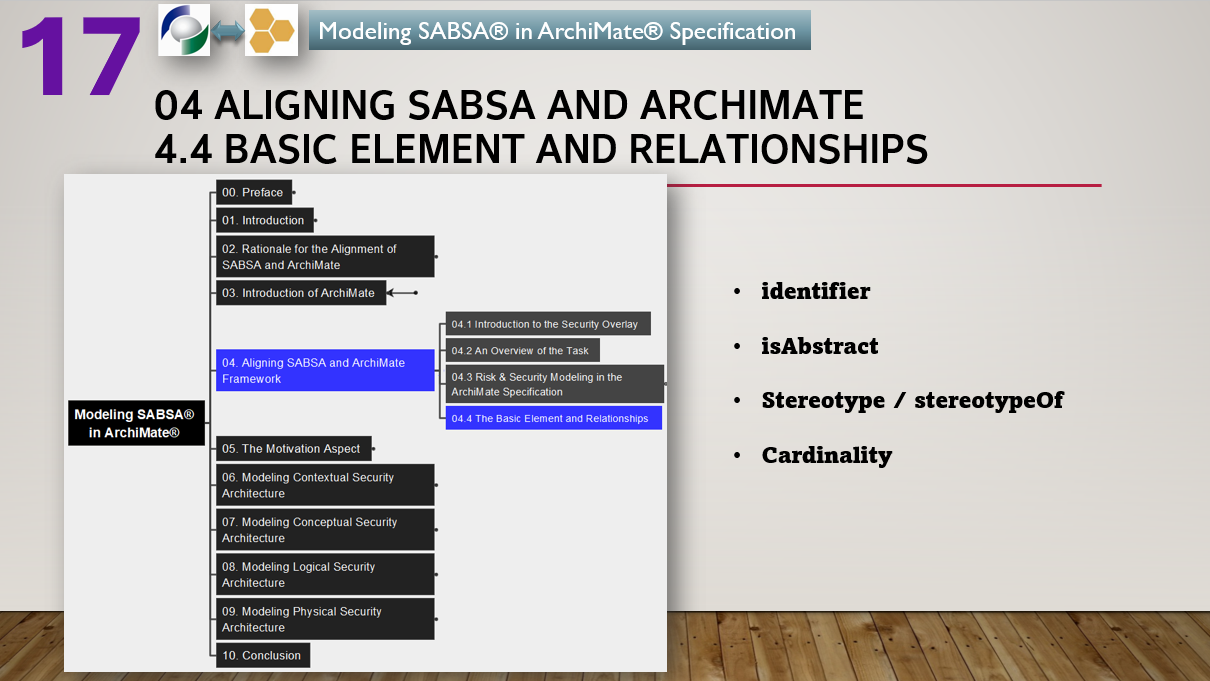 17
Modeling SABSA® in ArchiMate® Specification
04 ALIGNING SABSA AND ARCHIMATE
4.4 BASIC ELEMENT AND RELATIONSHIPS
Modeling SABSA®
in ArchiMate®
00. Preface
01. Introduction
02. Rationale for the Alignment of
SABSA and ArchiMate
03. Introduction of ArchiMate
04. Aligning SABSA and ArchiMate
Framework
04.1 Introduction to the Security Overlay
04.2 An Overview of the Task
04.3 Risk & Security Modeling in the
ArchiMate Specification
04.4 The Basic Element and Relationships
05. The Motivation Aspect
06. Modeling Contextual Security
Architecture
07. Modeling Conceptual Security
Architecture
08. Modeling Logical Security
Architecture
09. Modeling Physical Security
Architecture
10. Conclusion
• identifier
• isAbstract
• Stereotype / stereotypeOf
• Cardinality